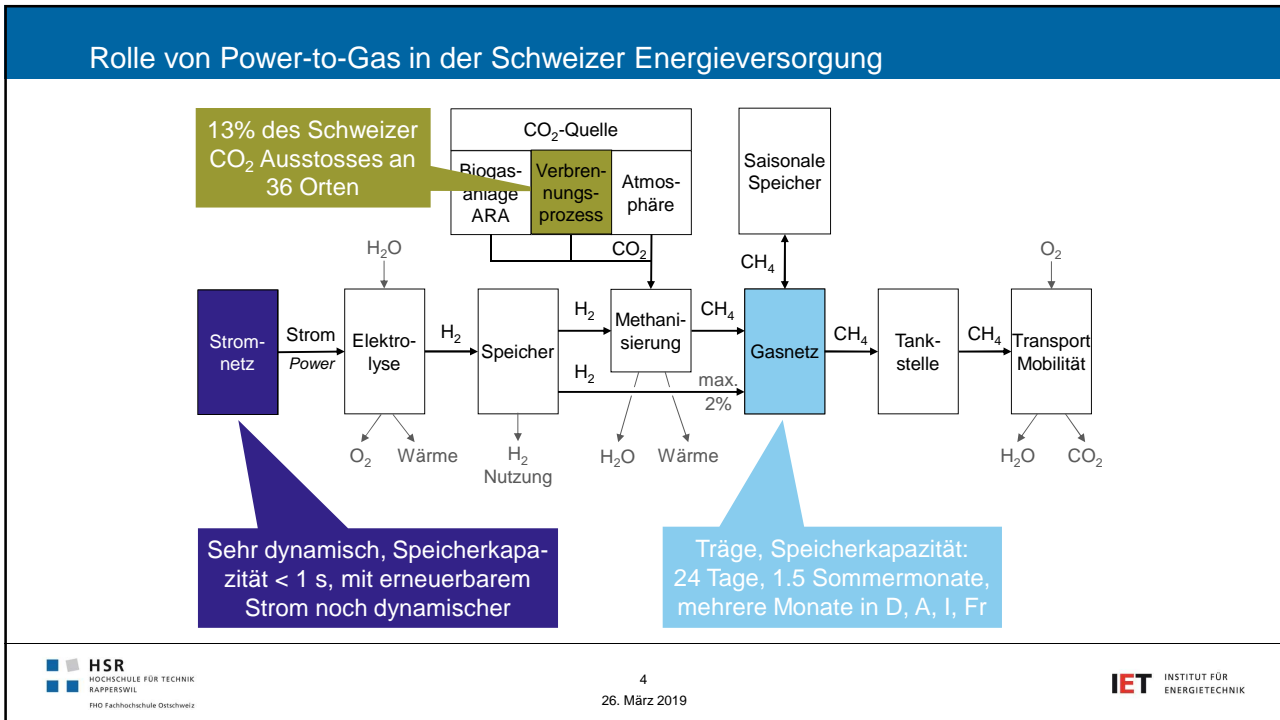 Rolle von Power-to-Gas in der Schweizer Energieversorgung
13% des Schweizer
CO₂ Ausstosses an
36 Orten
CO₂-Quelle
Biogas-
anlage
ARA
Verbren-
nungs-
prozess
Atmos-
phäre
Saisonale
Speicher
CO₂
CH₄
H₂O
O₂
Strom-
netz
Strom
Power
Elektro-
lyse
H₂
Speicher
H₂
H₂
Methani-
sierung
CH₄
max.
2%
Gasnetz
CH₄
Tank-
stelle
CH₄
Transport
Mobilität
O₂
Wärme
H₂
Nutzung
H₂O
Wärme
H₂O
CO₂
Sehr dynamisch, Speicherkapa-
zität < 1 s, mit erneuerbarem
Strom noch dynamischer
Träge, Speicherkapazität:
24 Tage, 1.5 Sommermonate,
mehrere Monate in D, A, I, Fr
HSR
HOCHSCHULE FÜR TECHNIK
RAPPERSWIL
FHO Fachhochschule Ostschweiz
4
26. März 2019
IET INSTITUT FÜR
ENERGIETECHNIK